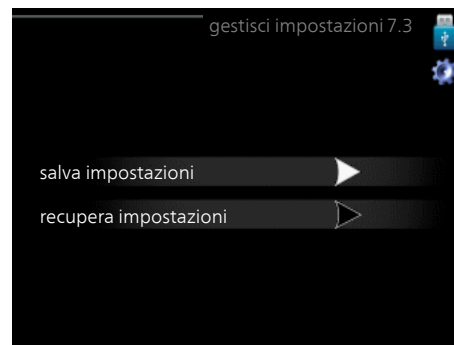 gestisci impostazioni 7.3
salva impostazioni
recupera impostazioni